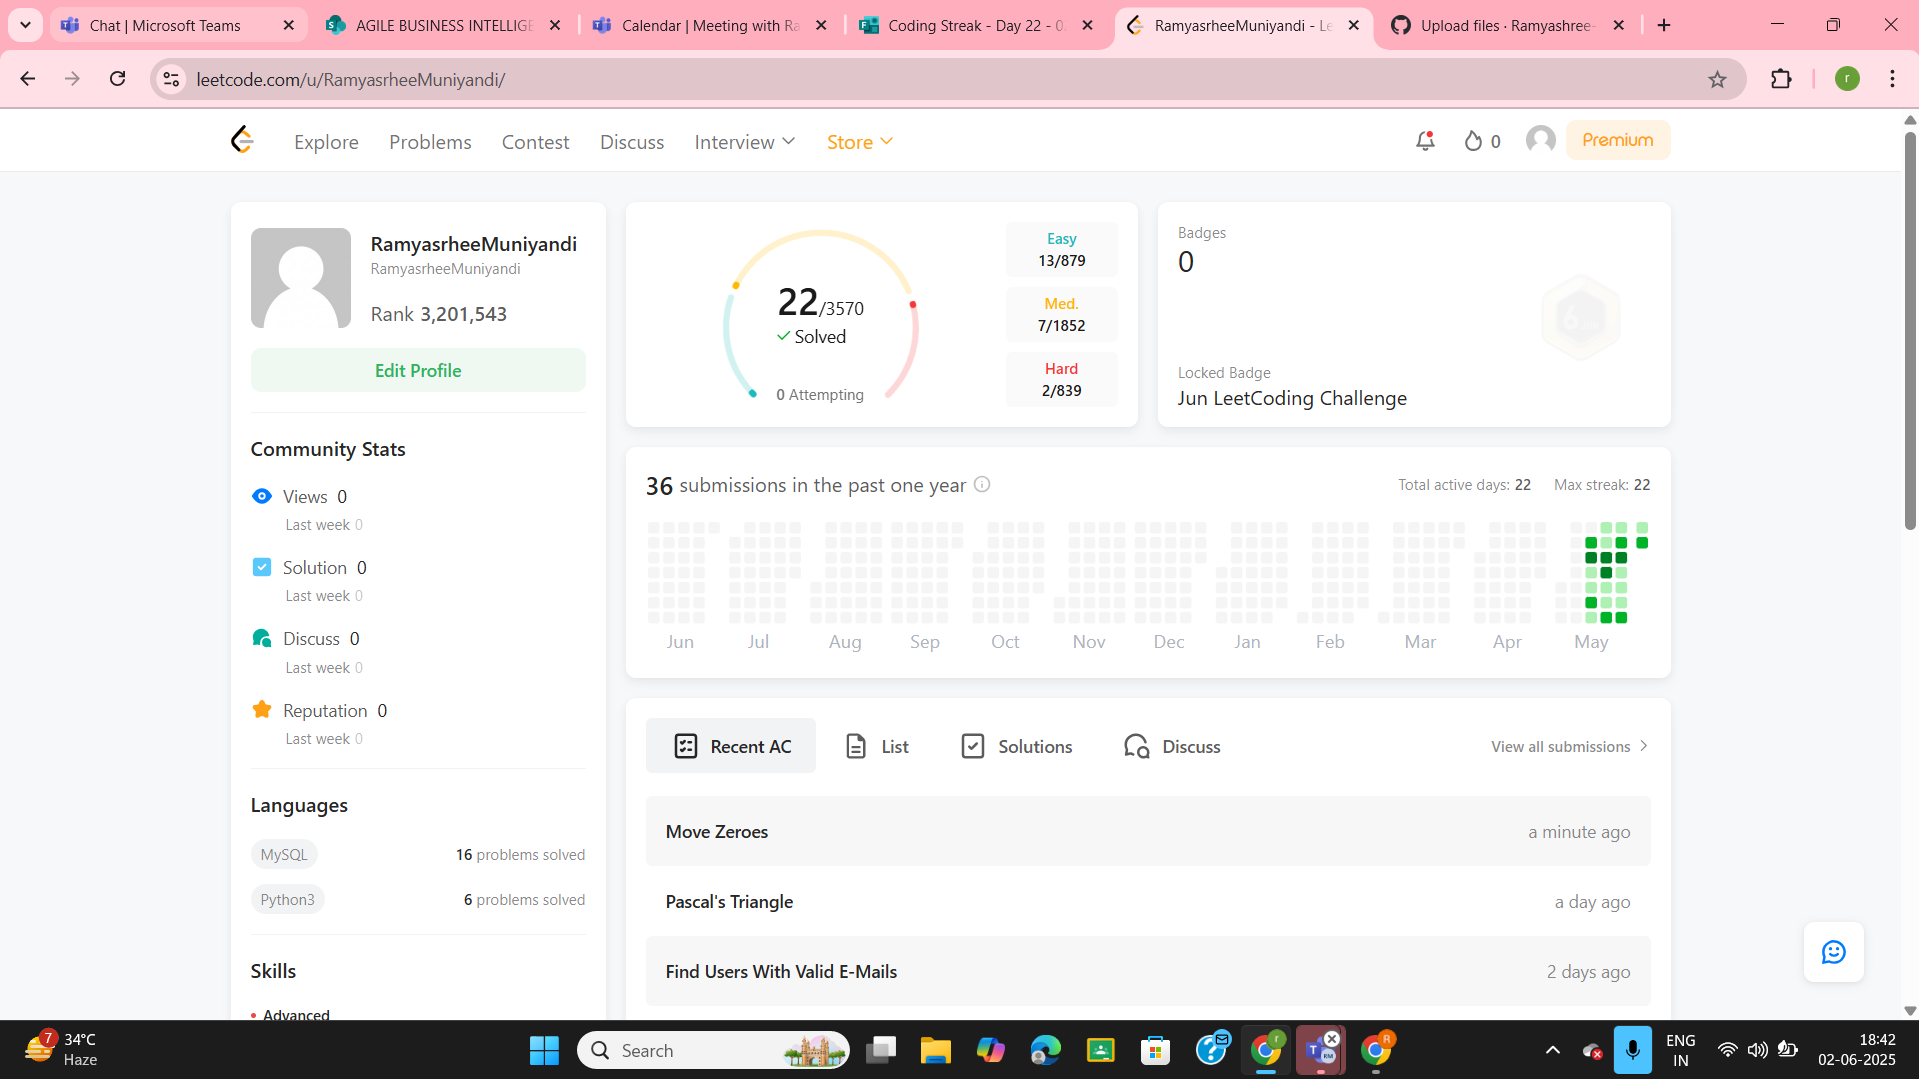 Chat | Microsoft Teams
AGILE BUSINESS INTELLIGE
Calendar | Meeting with Ra
Coding Streak - Day 22 - 0
RamyasrheeMuniyandi - Le
Upload files · Ramyashree-
leetcode.com/u/RamyasrheeMuniyandi/
r
Explore
Problems
Contest
Discuss
Interview
Store
0
Premium
RamyasrheeMuniyandi
RamyasrheeMuniyandi
Rank 3,201,543
Edit Profile
Community Stats
Views 0
Last week 0
Solution 0
Last week 0
Discuss 0
Last week 0
Reputation 0
Last week 0
Languages
MySQL
16 problems solved
Python3
6 problems solved
Skills
Advanced
22/3570
Solved
0 Attempting
Easy
13/879
Med.
7/1852
Hard
2/839
Badges
0
Locked Badge
Jun LeetCoding Challenge
36 submissions in the past one year
Total active days: 22
Max streak: 22
Jun
Jul
Aug
Sep
Oct
Nov
Dec
Jan
Feb
Mar
Apr
May
Recent AC
List
Solutions
Discuss
View all submissions
Move Zeroes
a minute ago
Pascal's Triangle
a day ago
Find Users With Valid E-Mails
2 days ago
7
34°C
Haze
Search
r
RM
R
ENG
IN
18:42
02-06-2025